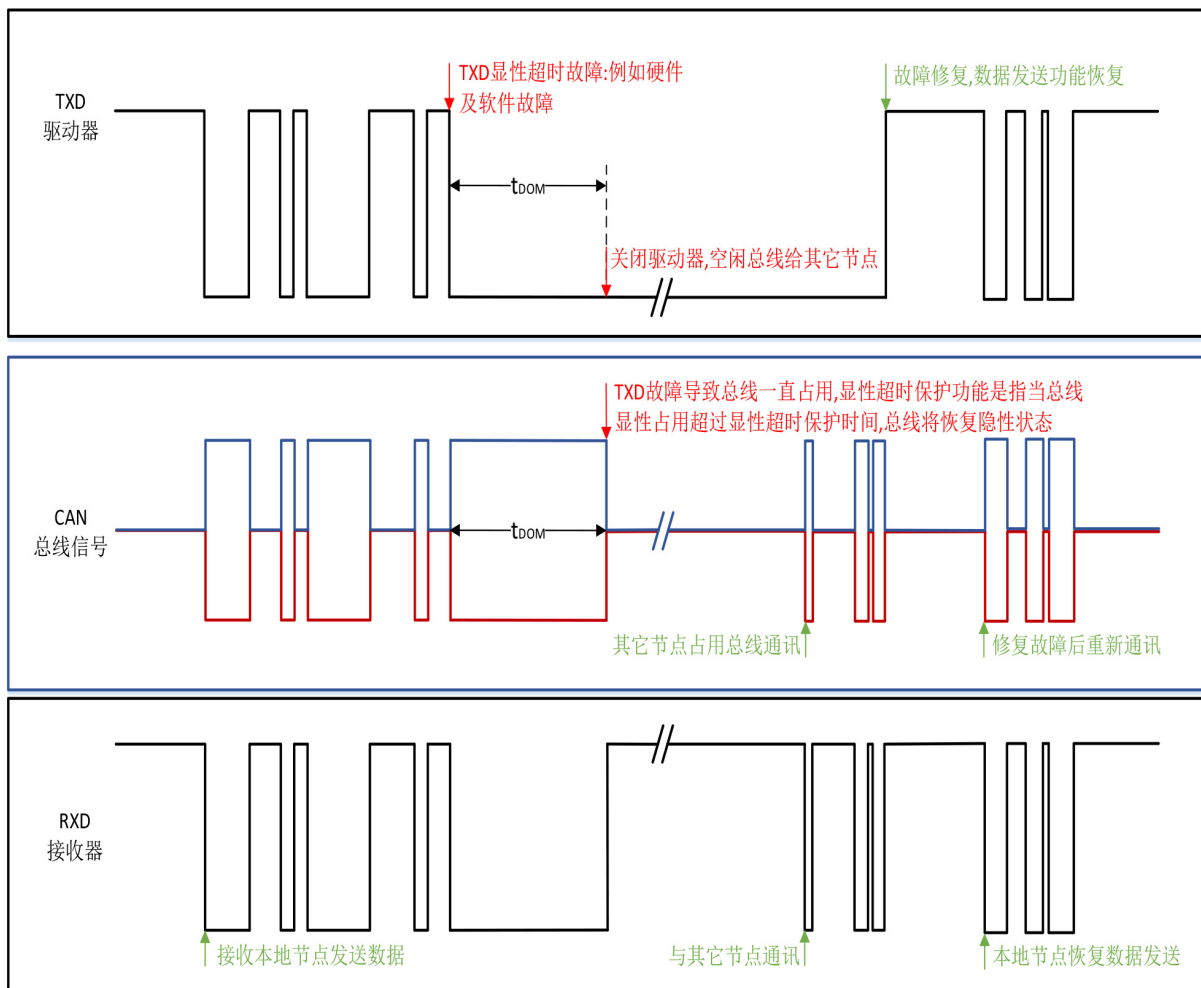 TXD显性超时故障:例如硬件
及软件故障
故障修复,数据发送功能恢复
TXD
驱动器
tDOM
关闭驱动器,空闲总线给其它节点
TXD故障导致总线一直占用,显性超时保护功能是指当总线
显性占用超过显性超时保护时间,总线将恢复隐性状态
CAN
总线信号
tDOM
其它节点占用总线通讯
修复故障后重新通讯
RXD
接收器
接收本地节点发送数据
与其它节点通讯
本地节点恢复数据发送